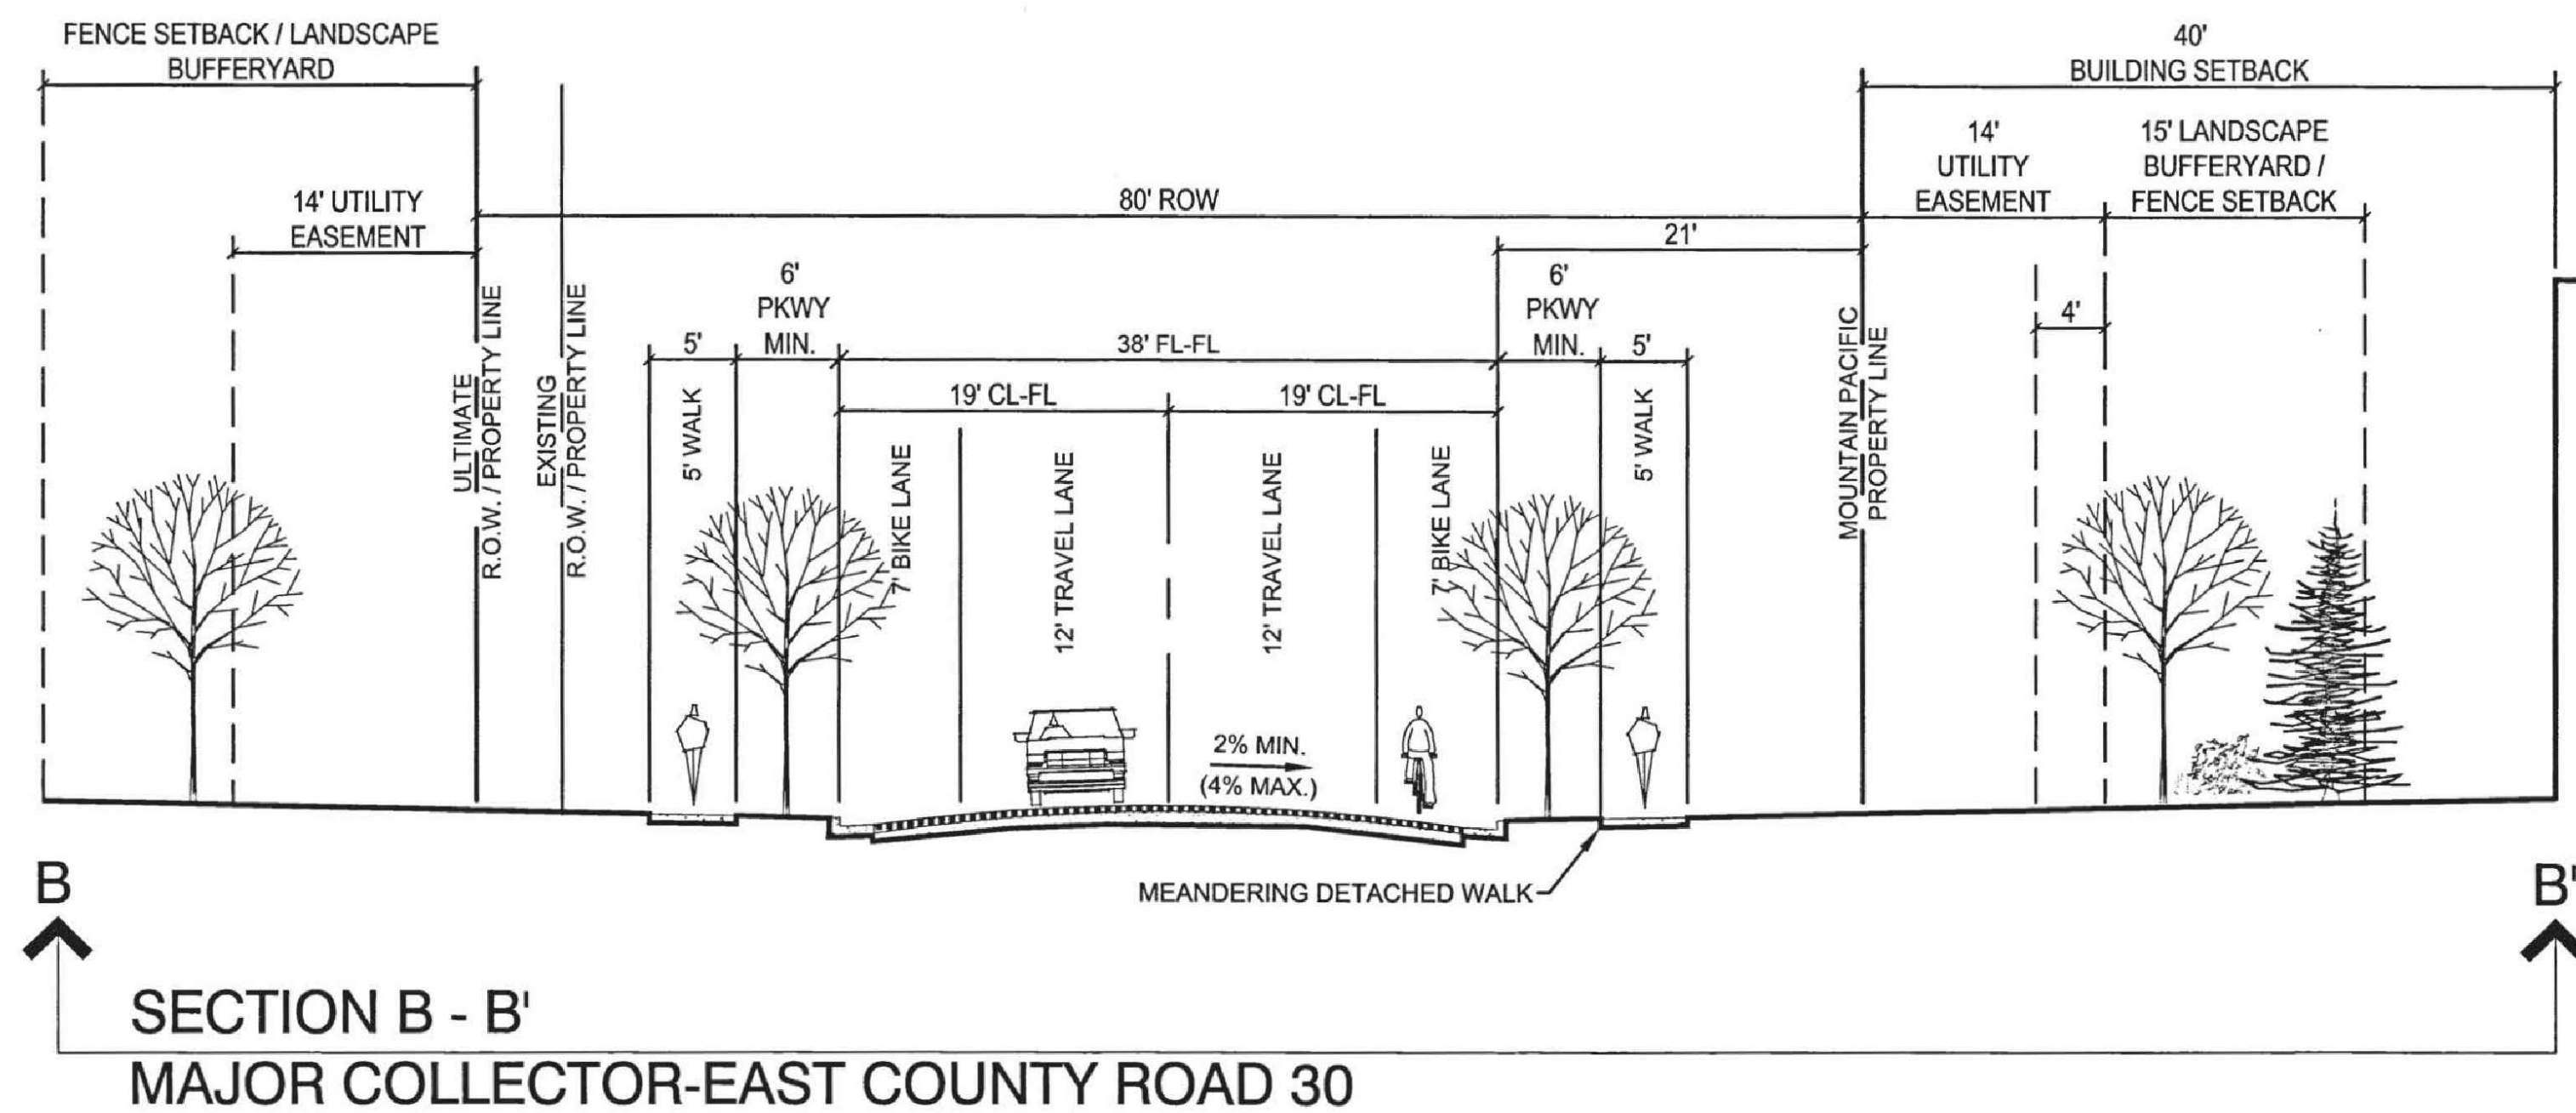 FENCE SETBACK / LANDSCAPE
BUFFERYARD
40'
BUILDING SETBACK
14'
UTILITY
EASEMENT
15' LANDSCAPE
BUFFERYARD /
FENCE SETBACK
14' UTILITY
EASEMENT
80' ROW
21'
6'
PKWY
MIN.
6'
PKWY
MIN.
4'
5'
38' FL-FL
5'
19' CL-FL
19' CL-FL
ULTIMATE
R.O.W. / PROPERTY LINE
EXISTING
R.O.W. / PROPERTY LINE
5' WALK
7' BIKE LANE
12' TRAVEL LANE
12' TRAVEL LANE
7' BIKE LANE
5' WALK
MOUNTAIN PACIFIC
PROPERTY LINE
2% MIN.
(4% MAX.)
MEANDERING DETACHED WALK
B
B'
SECTION B - B'
MAJOR COLLECTOR-EAST COUNTY ROAD 30